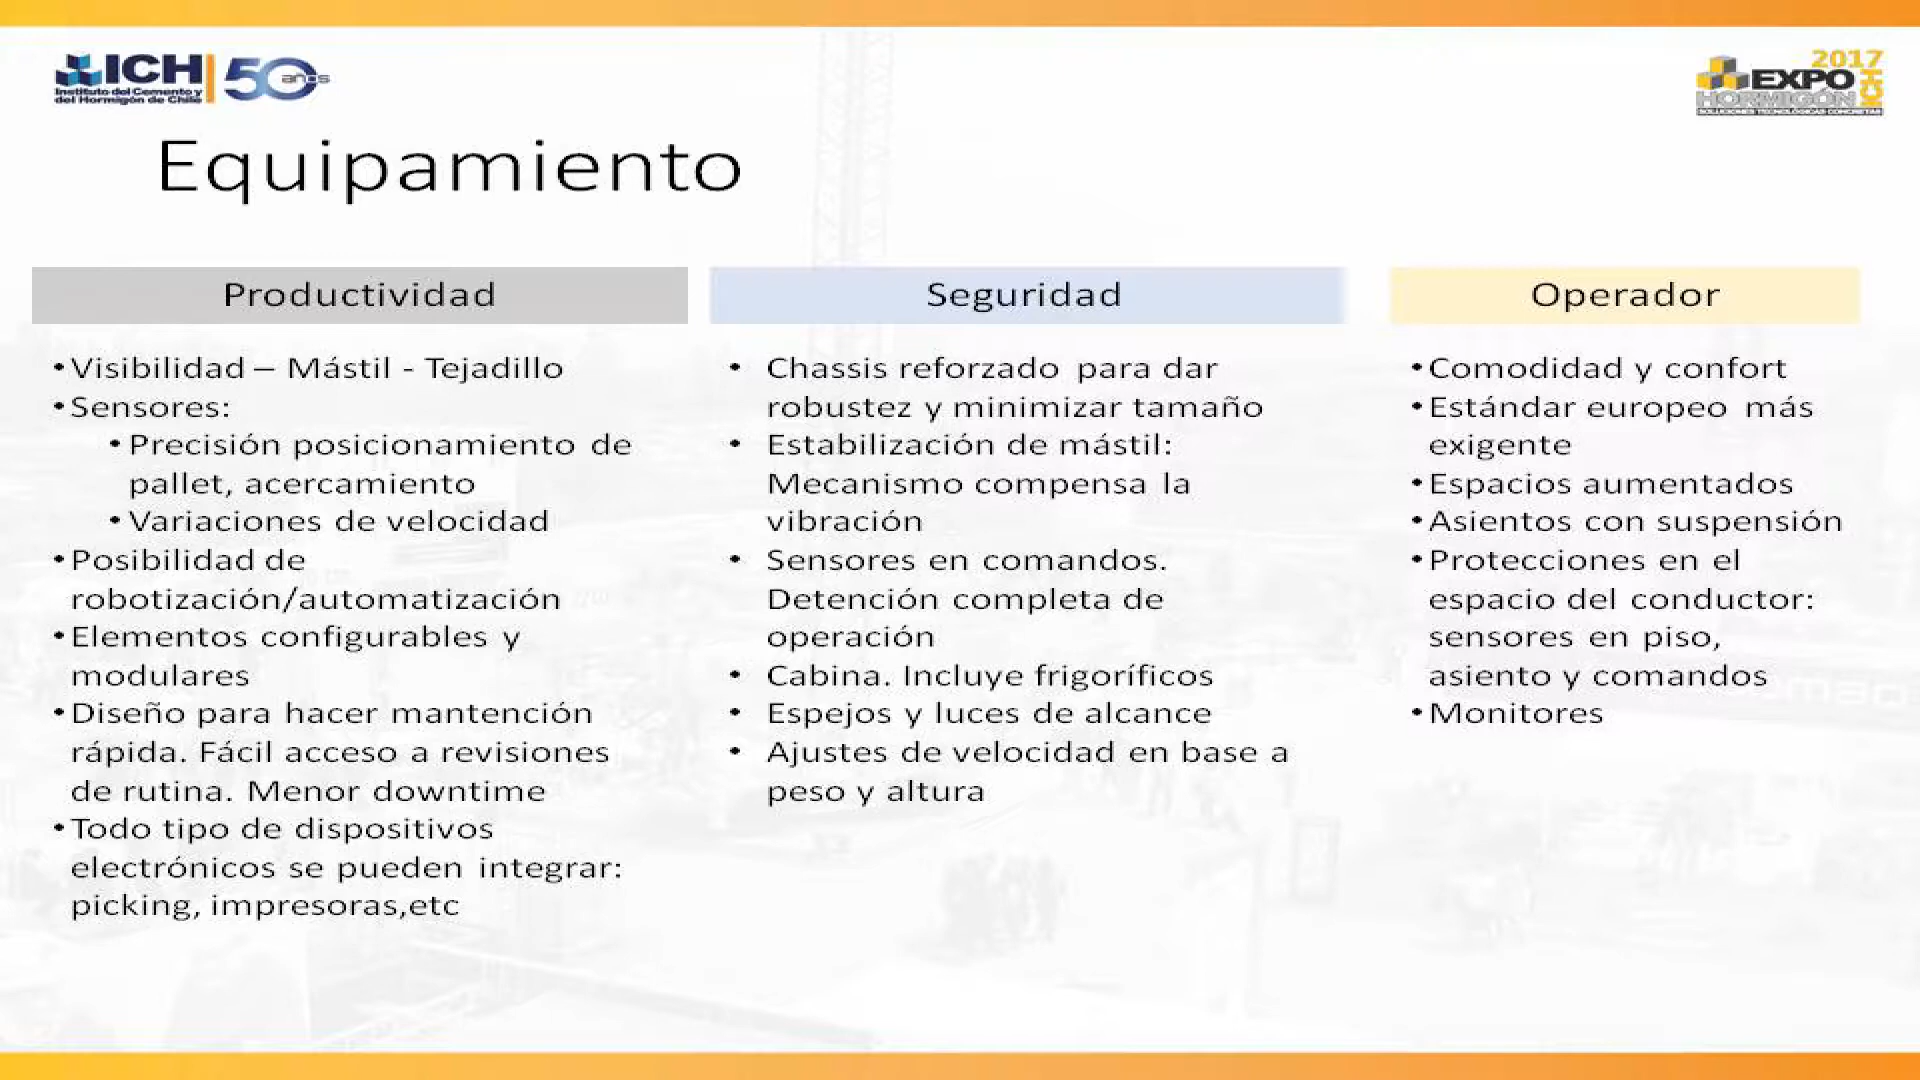 ICH 50 años
Instituto del Cemento y
del Hormigón de Chile
2017
EXPO
HORMIGÓN
ICH
SOLUCIONES TECNOLÓGICAS CONCRETAS
Equipamiento
Productividad
•Visibilidad – Mástil - Tejadillo
•Sensores:
•Precisión posicionamiento de
pallet, acercamiento
•Variaciones de velocidad
•Posibilidad de
robotización/automatización
•Elementos configurables y
modulares
•Diseño para hacer mantención
rápida. Fácil acceso a revisiones
de rutina. Menor downtime
•Todo tipo de dispositivos
electrónicos se pueden integrar:
picking, impresoras,etc
Seguridad
• Chassis reforzado para dar
robustez y minimizar tamaño
• Estabilización de mástil:
Mecanismo compensa la
vibración
• Sensores en comandos.
Detención completa de
operación
• Cabina. Incluye frigoríficos
• Espejos y luces de alcance
• Ajustes de velocidad en base a
peso y altura
Operador
•Comodidad y confort
•Estándar europeo más
exigente
•Espacios aumentados
•Asientos con suspensión
•Protecciones en el
espacio del conductor:
sensores en piso,
asiento y comandos
•Monitores